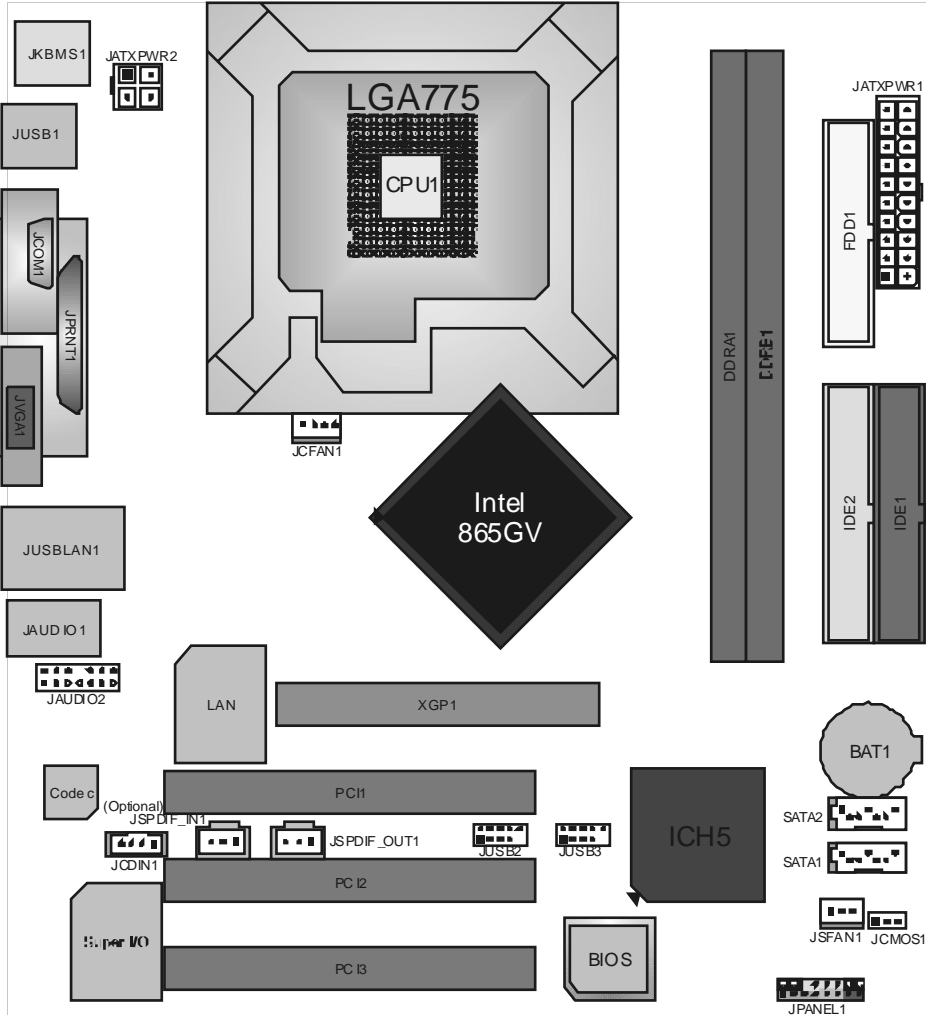 JKBMS1
JATXPWR2
LGA775
JATXPWR1
JUSB1
CPU1
FDD1
JCOM1
JPRNT1
DDRA1
DDRB1
JVGA1
JCFAN1
Intel
865GV
IDE2
IDE1
JUSBLAN1
JAUDIO1
JAUDIO2
LAN
XGP1
BAT1
Codec
PCI1
(Optional)
JSPDIF_IN1
JSPDIF_OUT1
JUSB2
JUSB3
ICH5
SATA2
JCDIN1
SATA1
PCI2
JSFAN1
JCMOS1
Super I/O
BIOS
PCI3
JPANEL1